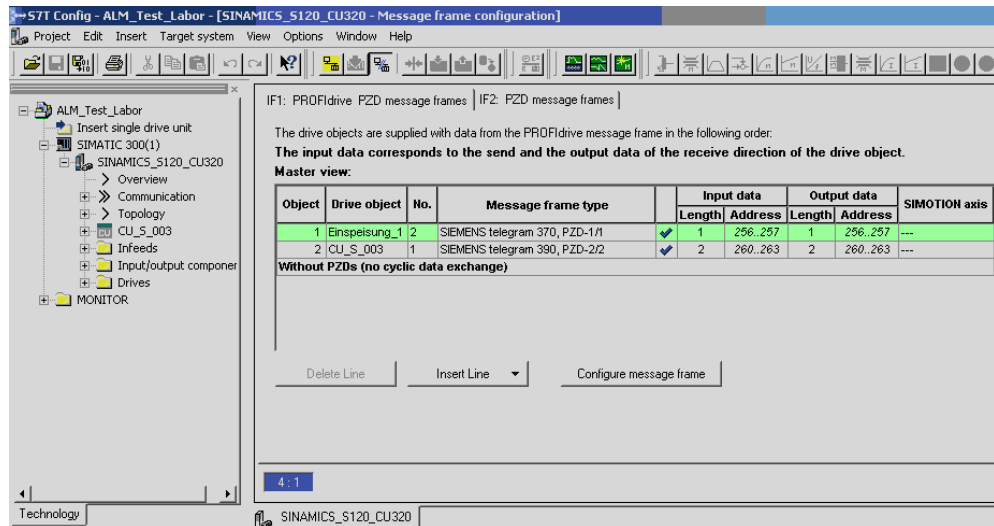 S7T Config - ALM_Test_Labor - [SINAMICS_S120_CU320 - Message frame configuration]
Project Edit Insert Target system View Options Window Help
ALM_Test_Labor
Insert single drive unit
SIMATIC 300(1)
SINAMICS_S120_CU320
Overview
Communication
Topology
CU_S_003
Infeeds
Input/output componer
Drives
MONITOR
Technology
IF1: PROFIdrive PZD message frames IF2: PZD message frames
The drive objects are supplied with data from the PROFIdrive message frame in the following order:
The input data corresponds to the send and the output data of the receive direction of the drive object.
Master view:
Object Drive object No. Message frame type Input data Output data SIMOTION axis
Length Address Length Address
1 Einspeisung_1 2 SIEMENS telegram 370, PZD-1/1 1 256..257 1 256..257 ---
2 CU_S_003 1 SIEMENS telegram 390, PZD-2/2 2 260..263 2 260..263 ---
Without PZDs (no cyclic data exchange)
Delete Line Insert Line Configure message frame
4 : 1
SINAMICS_S120_CU320